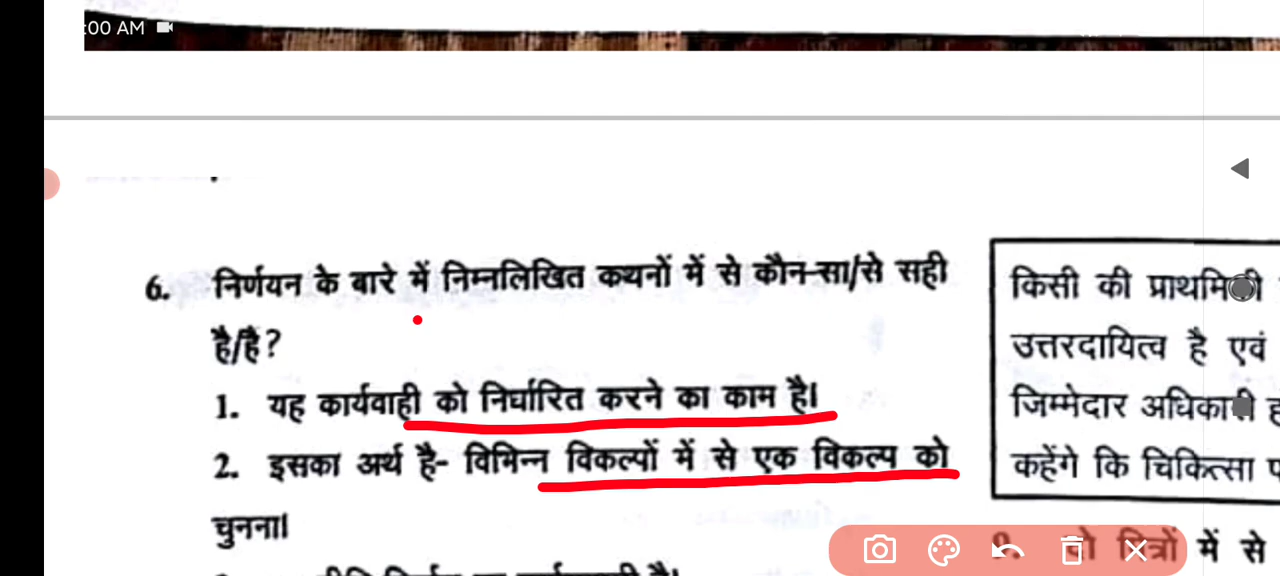 :00 AM
6. निर्णयन के बारे में निम्नलिखित कथनों में से कौन-सा/से सही
है/हैं?
1. यह कार्यवाही को निर्धारित करने का काम है।
2. इसका अर्थ है- विभिन्न विकल्पों में से एक विकल्प को
चुनना।
किसी की
उत्तरदायित्व है एवं
जिम्मेदार अधिकारी
कहेंगे कि चिकित्सा
में से